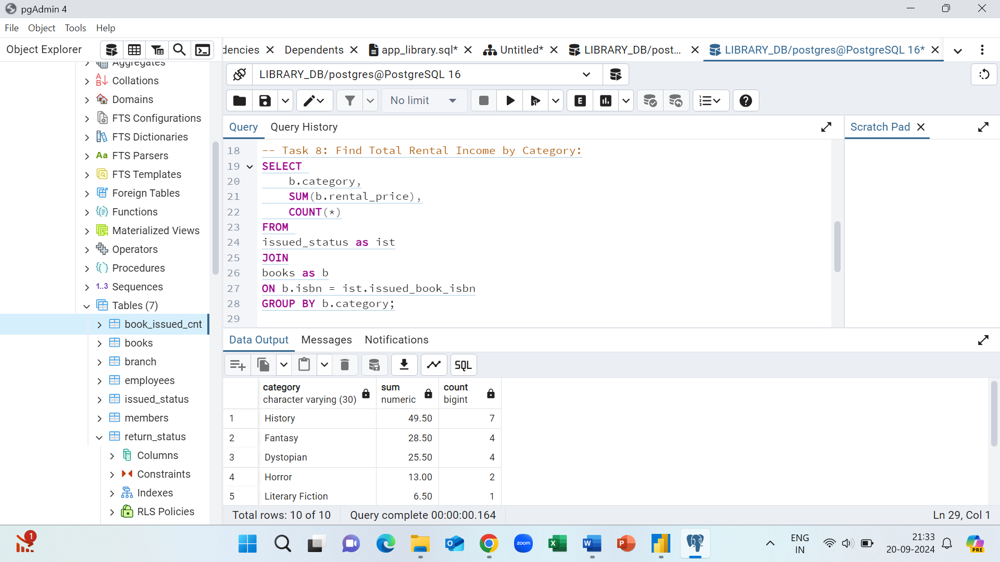 pgAdmin 4
File Object Tools Help
Object Explorer
dencies
Dependents
app_library.sql*
Untitled*
LIBRARY_DB/post...
LIBRARY_DB/postgres@PostgreSQL 16*
Aggregates
Collations
Domains
FTS Configurations
FTS Dictionaries
Aa FTS Parsers
FTS Templates
Foreign Tables
Functions
Materialized Views
Operators
Procedures
1..3 Sequences
Tables (7)
book_issued_cnt
books
branch
employees
issued_status
members
return_status
Columns
Constraints
Indexes
RLS Policies
LIBRARY_DB/postgres@PostgreSQL 16
No limit
E
Query Query History
Scratch Pad
18 -- Task 8: Find Total Rental Income by Category:
19 SELECT
20 b.category,
21 SUM(b.rental_price),
22 COUNT(*)
23 FROM
24 issued_status as ist
25 JOIN
26 books as b
27 ON b.isbn = ist.issued_book_isbn
28 GROUP BY b.category;
29
Data Output Messages Notifications
SQL
category sum count
character varying (30) numeric bigint
1 History 49.50 7
2 Fantasy 28.50 4
3 Dystopian 25.50 4
4 Horror 13.00 2
5 Literary Fiction 6.50 1
Total rows: 10 of 10 Query complete 00:00:00.164 Ln 29, Col 1
1
zoom
ENG
IN
21:33
20-09-2024
PRE